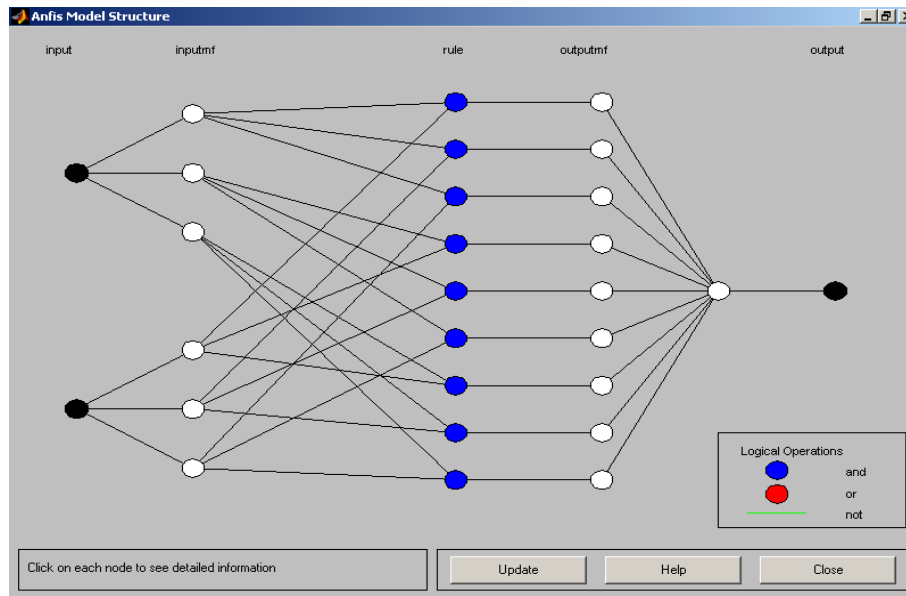 Anfis Model Structure
input inputmf rule outputmf output
Logical Operations
and
or
not
Click on each node to see detailed information
Update Help Close